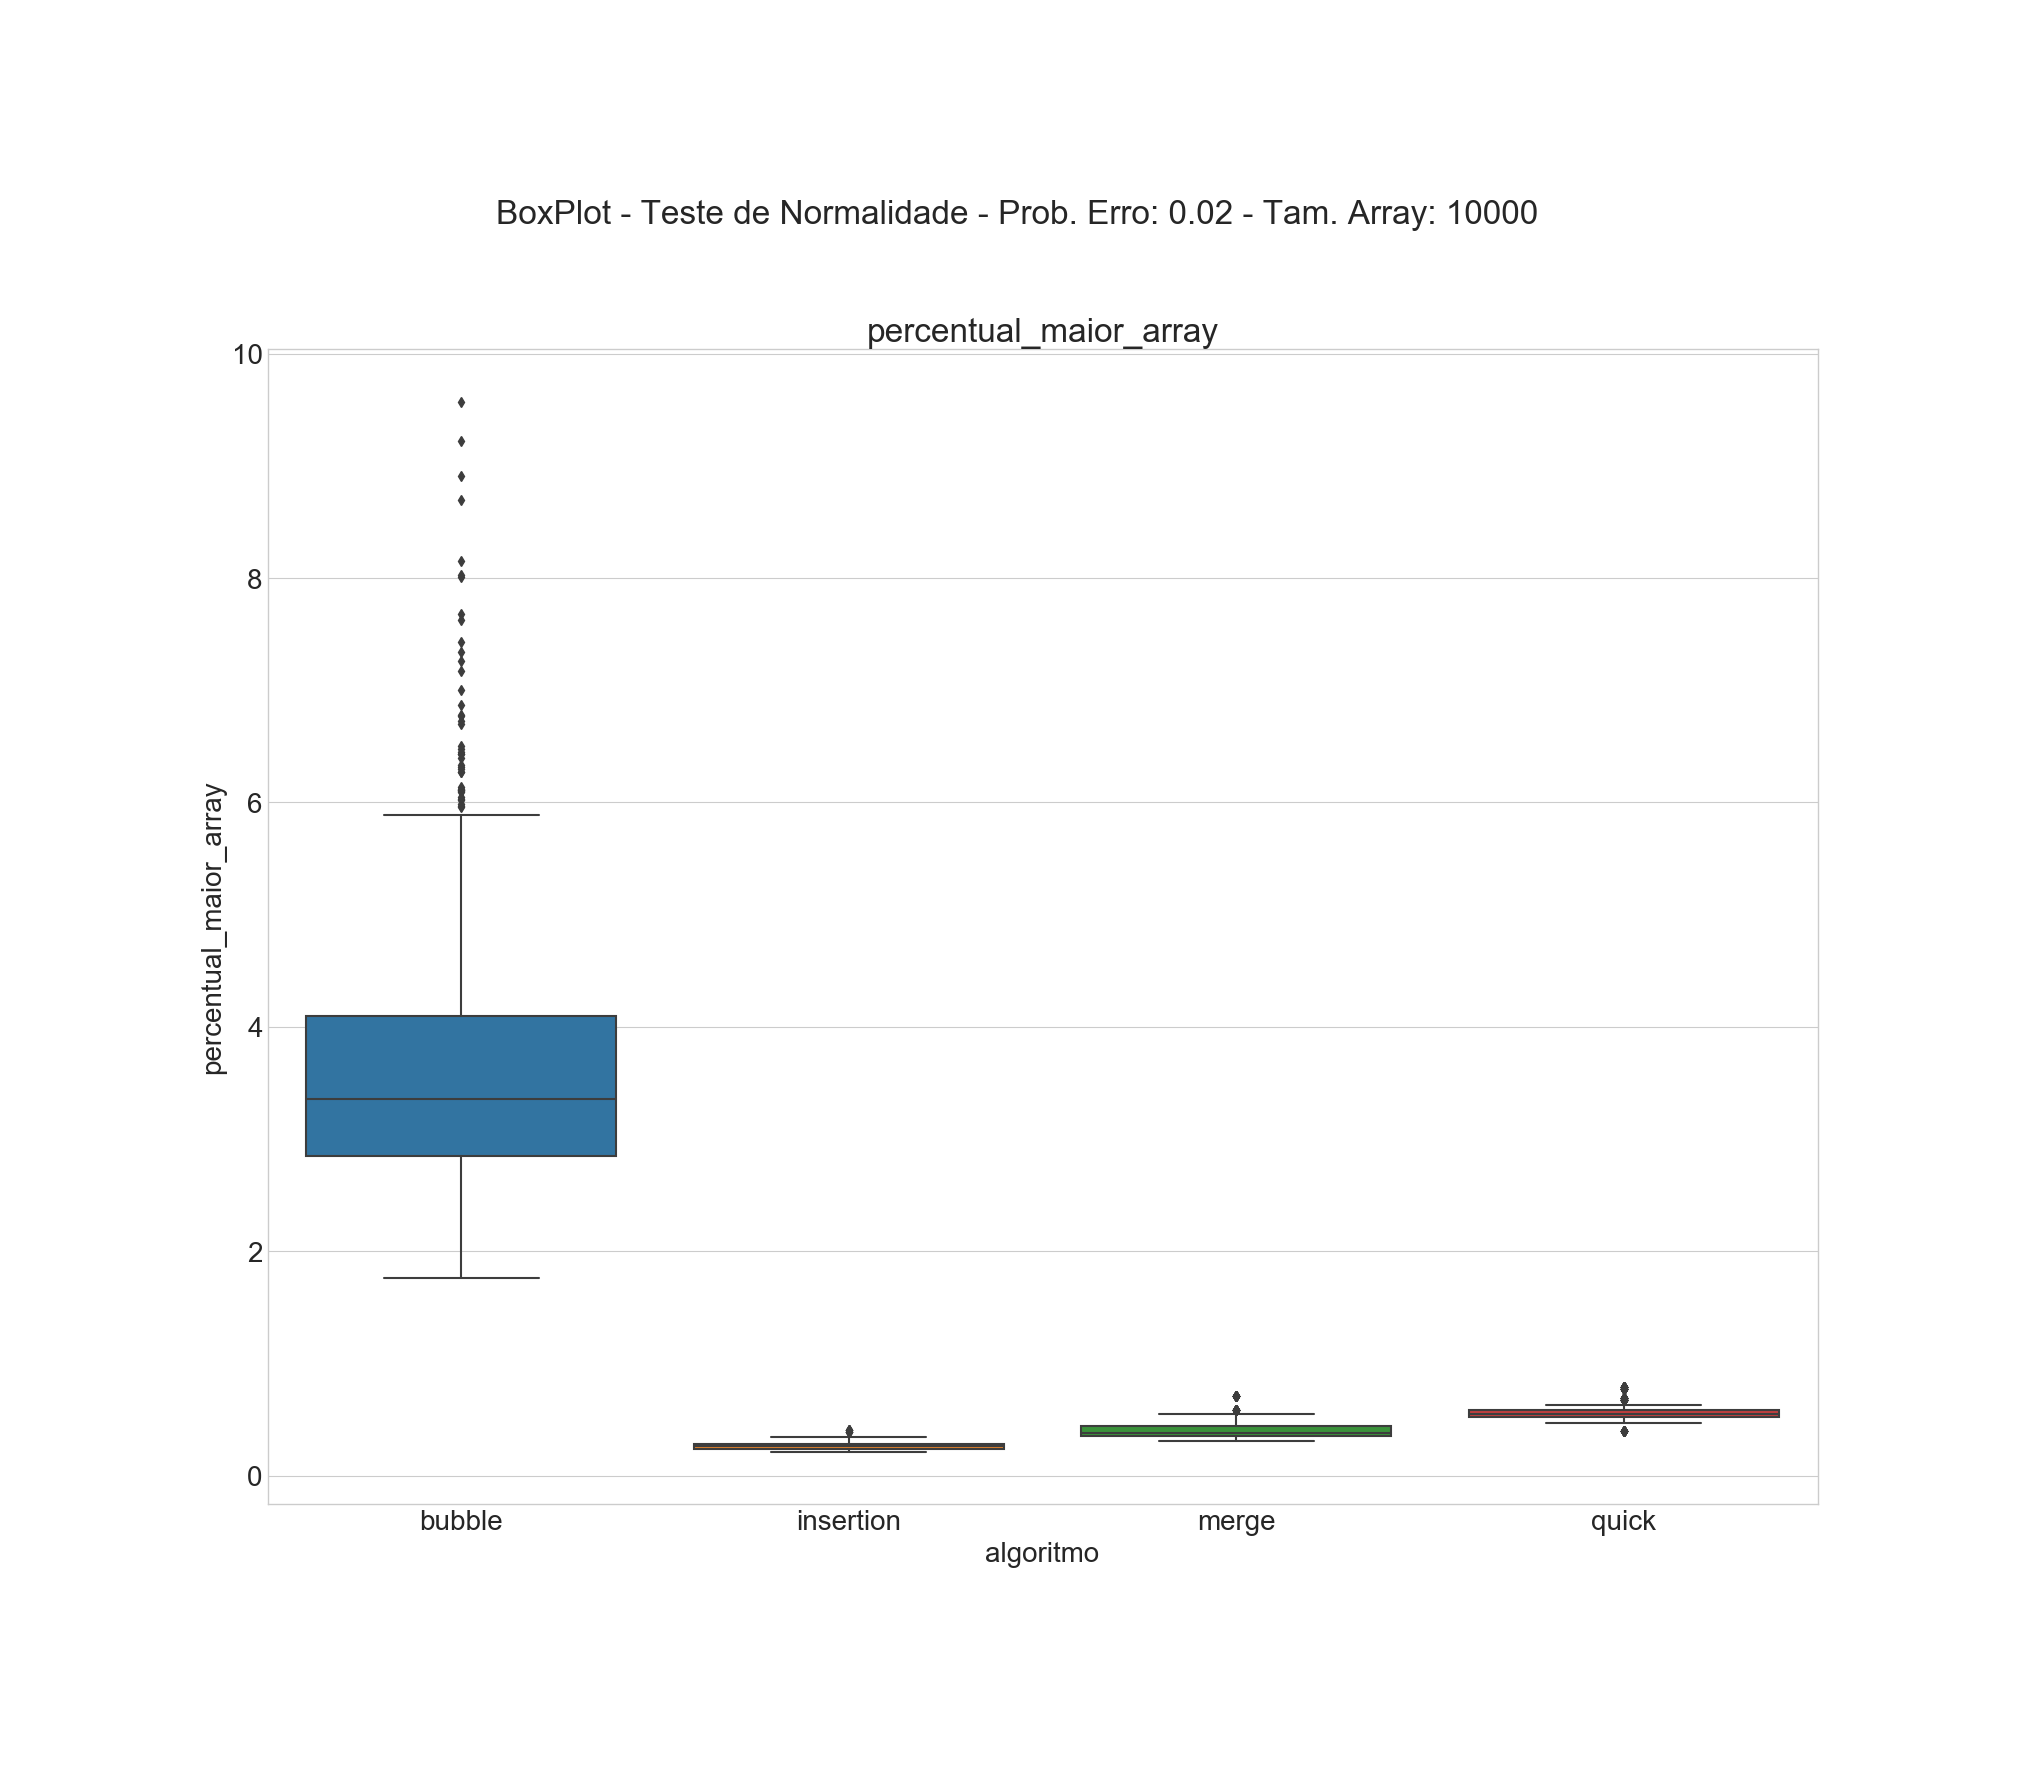 BoxPlot - Teste de Normalidade - Prob. Erro: 0.02 - Tam. Array: 10000
percentual_maior_array
percentual_maior_array
10
8
6
4
2
0
bubble insertion merge quick
algoritmo